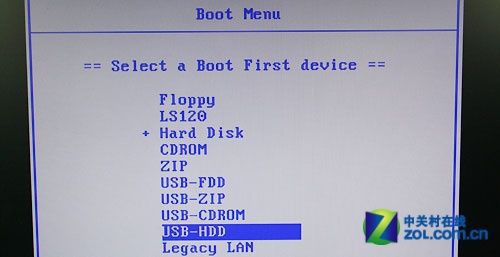 Boot Menu
== Select a Boot First device ==
Floppy
LS120
+ Hard Disk
CDROM
ZIP
USB-FDD
USB-ZIP
USB-CDROM
USB-HDD
Legacy LAN
中关村在线
zol.com.cn